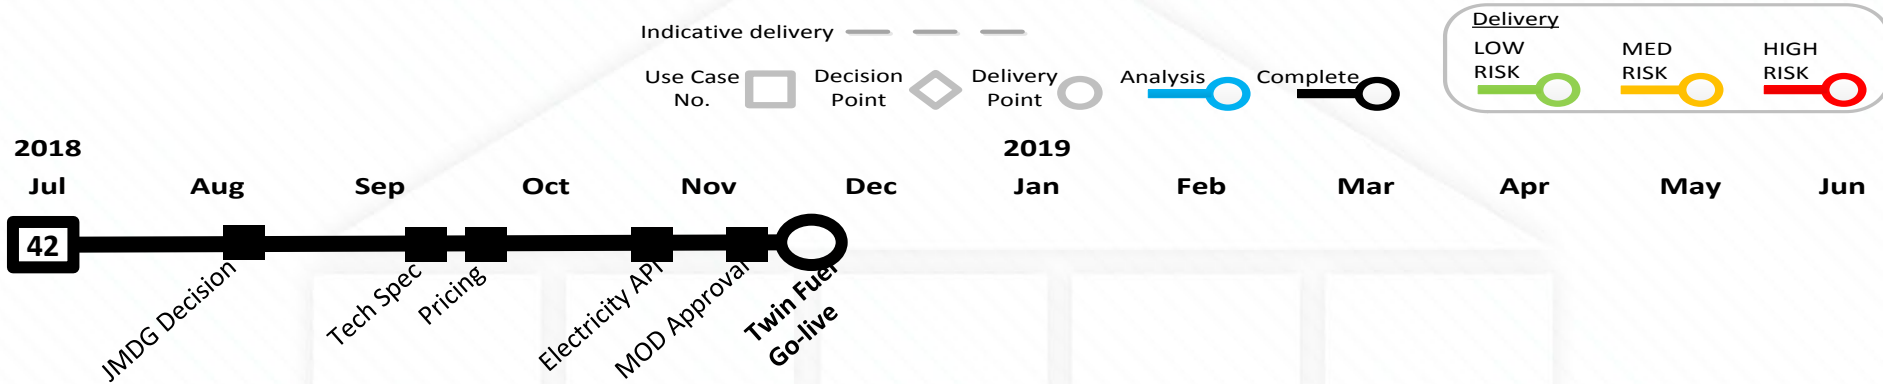 Indicative delivery
Use Case
No.
Decision
Point
Delivery
Point
Analysis
Complete
Delivery
LOW
RISK
MED
RISK
HIGH
RISK
2018
2019
Jul Aug Sep Oct Nov Dec Jan Feb Mar Apr May Jun
42
JMDG Decision
Tech Spec
Pricing
Electricity API
MOD Approval
Twin Fuel
Go-live